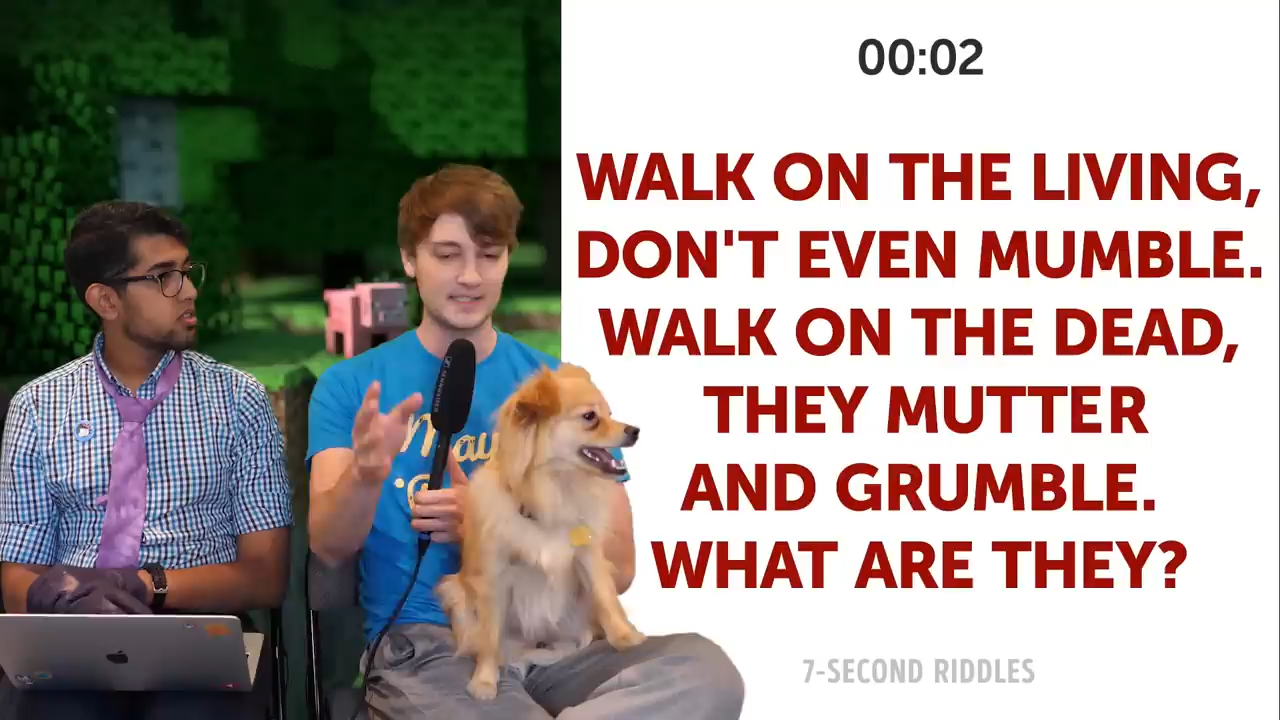 00:02
WALK ON THE LIVING,
DON'T EVEN MUMBLE.
WALK ON THE DEAD,
THEY MUTTER
AND GRUMBLE.
WHAT ARE THEY?
7-SECOND RIDDLES